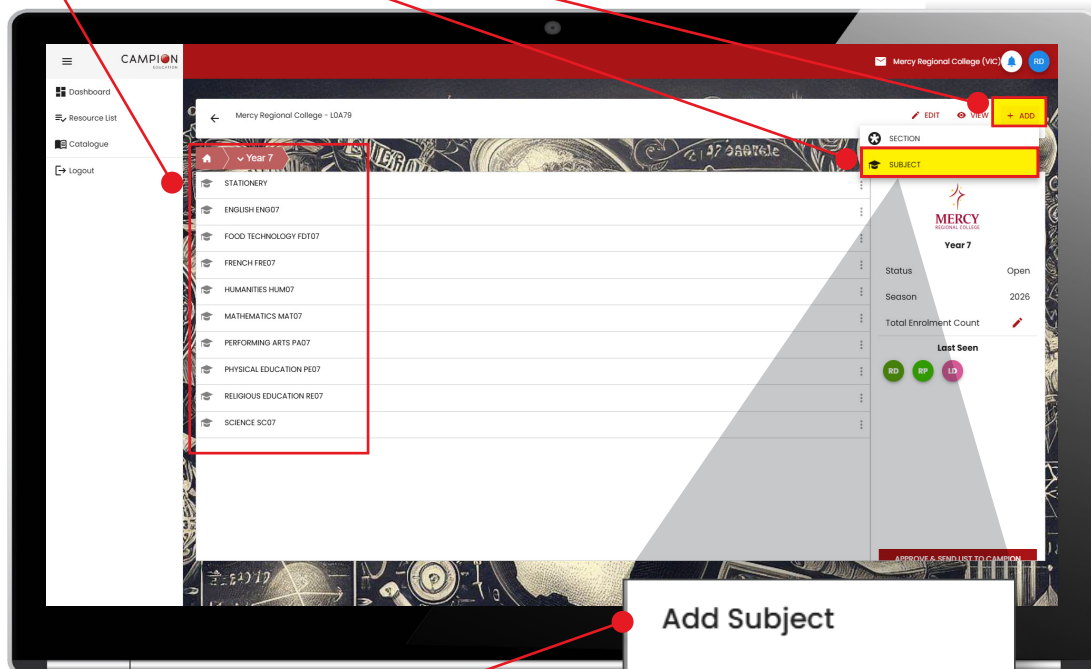 CAMPION
EDUCATION
Mercy Regional College (VIC)
RD
Dashboard
Resource List
Catalogue
Logout
Mercy Regional College - L0A79
EDIT
VIEW
+ ADD
SECTION
SUBJECT
Year 7
STATIONERY
ENGLISH ENG07
FOOD TECHNOLOGY FDT07
FRENCH FRE07
HUMANITIES HUM07
MATHEMATICS MAT07
PERFORMING ARTS PA07
PHYSICAL EDUCATION PE07
RELIGIOUS EDUCATION RE07
SCIENCE SC07
MERCY
REGIONAL COLLEGE
Year 7
Status Open
Season 2026
Total Enrolment Count
Last Seen
RD RP LD
APPROVE & SEND LIST TO CAMPION
Add Subject